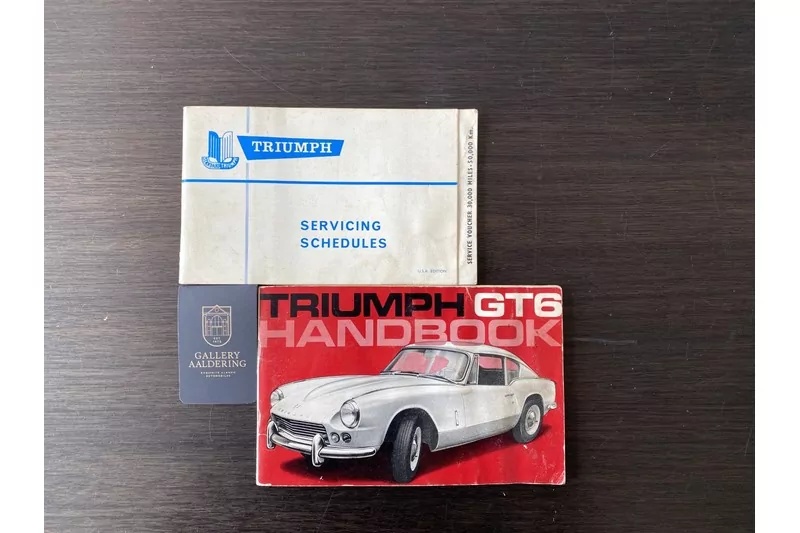 TRIUMPH
SERVICING
SCHEDULES
U.S.A. EDITION
SERVICE VOUCHER 30,000 MILES-50,000 Km.
GALLERY
AALDERING
TRIUMPH GT6
HANDBOOK